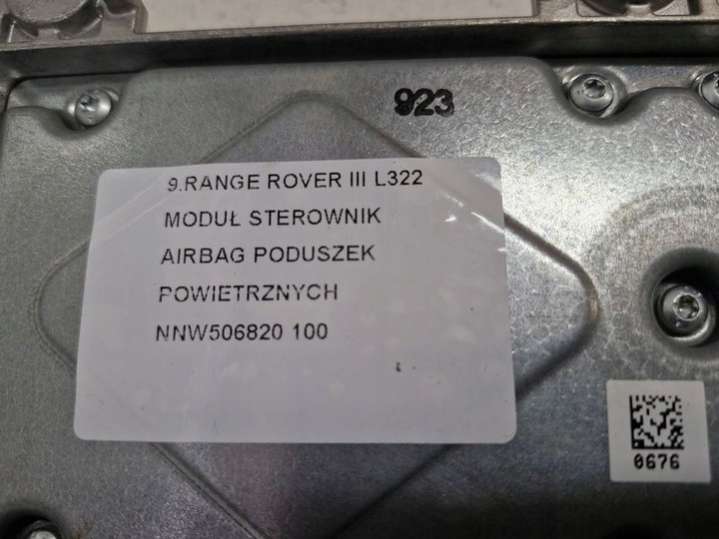 923
9.RANGE ROVER III L322
MODUŁ STEROWNIK
AIRBAG PODUSZEK
POWIETRZNYCH
NNW506820 100
0676